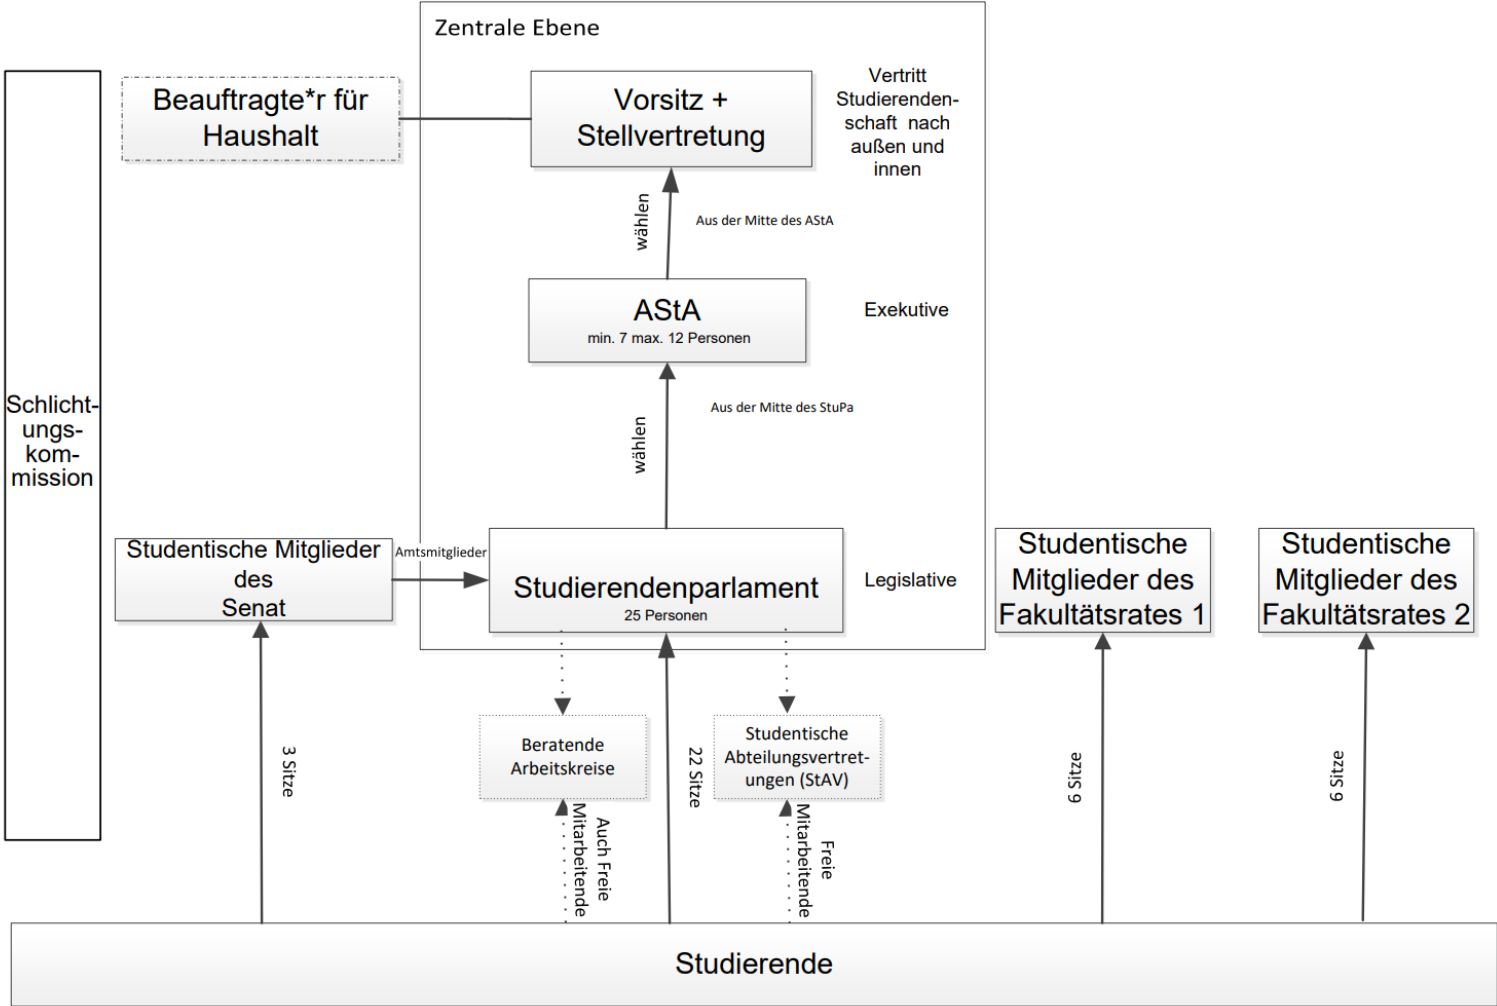 Zentrale Ebene
Beauftragte*r für
Haushalt
Vorsitz +
Stellvertretung
Vertritt
Studierenden-
schaft nach
außen und
innen
wählen
Aus der Mitte des AStA
AStA
min. 7 max. 12 Personen
Exekutive
Aus der Mitte des StuPa
wählen
Schlicht-
ungs-
kom-
mission
Studentische Mitglieder
des
Senat
Amtsmitglieder
Studierendenparlament
25 Personen
Legislative
Studentische
Mitglieder des
Fakultätsrates 1
Studentische
Mitglieder des
Fakultätsrates 2
3 Sitze
Beratende
Arbeitskreise
22 Sitze
Studentische
Abteilungsvertret-
ungen (StAV)
6 Sitze
6 Sitze
Auch Freie
Mitarbeitende
Freie
Mitarbeitende
Studierende